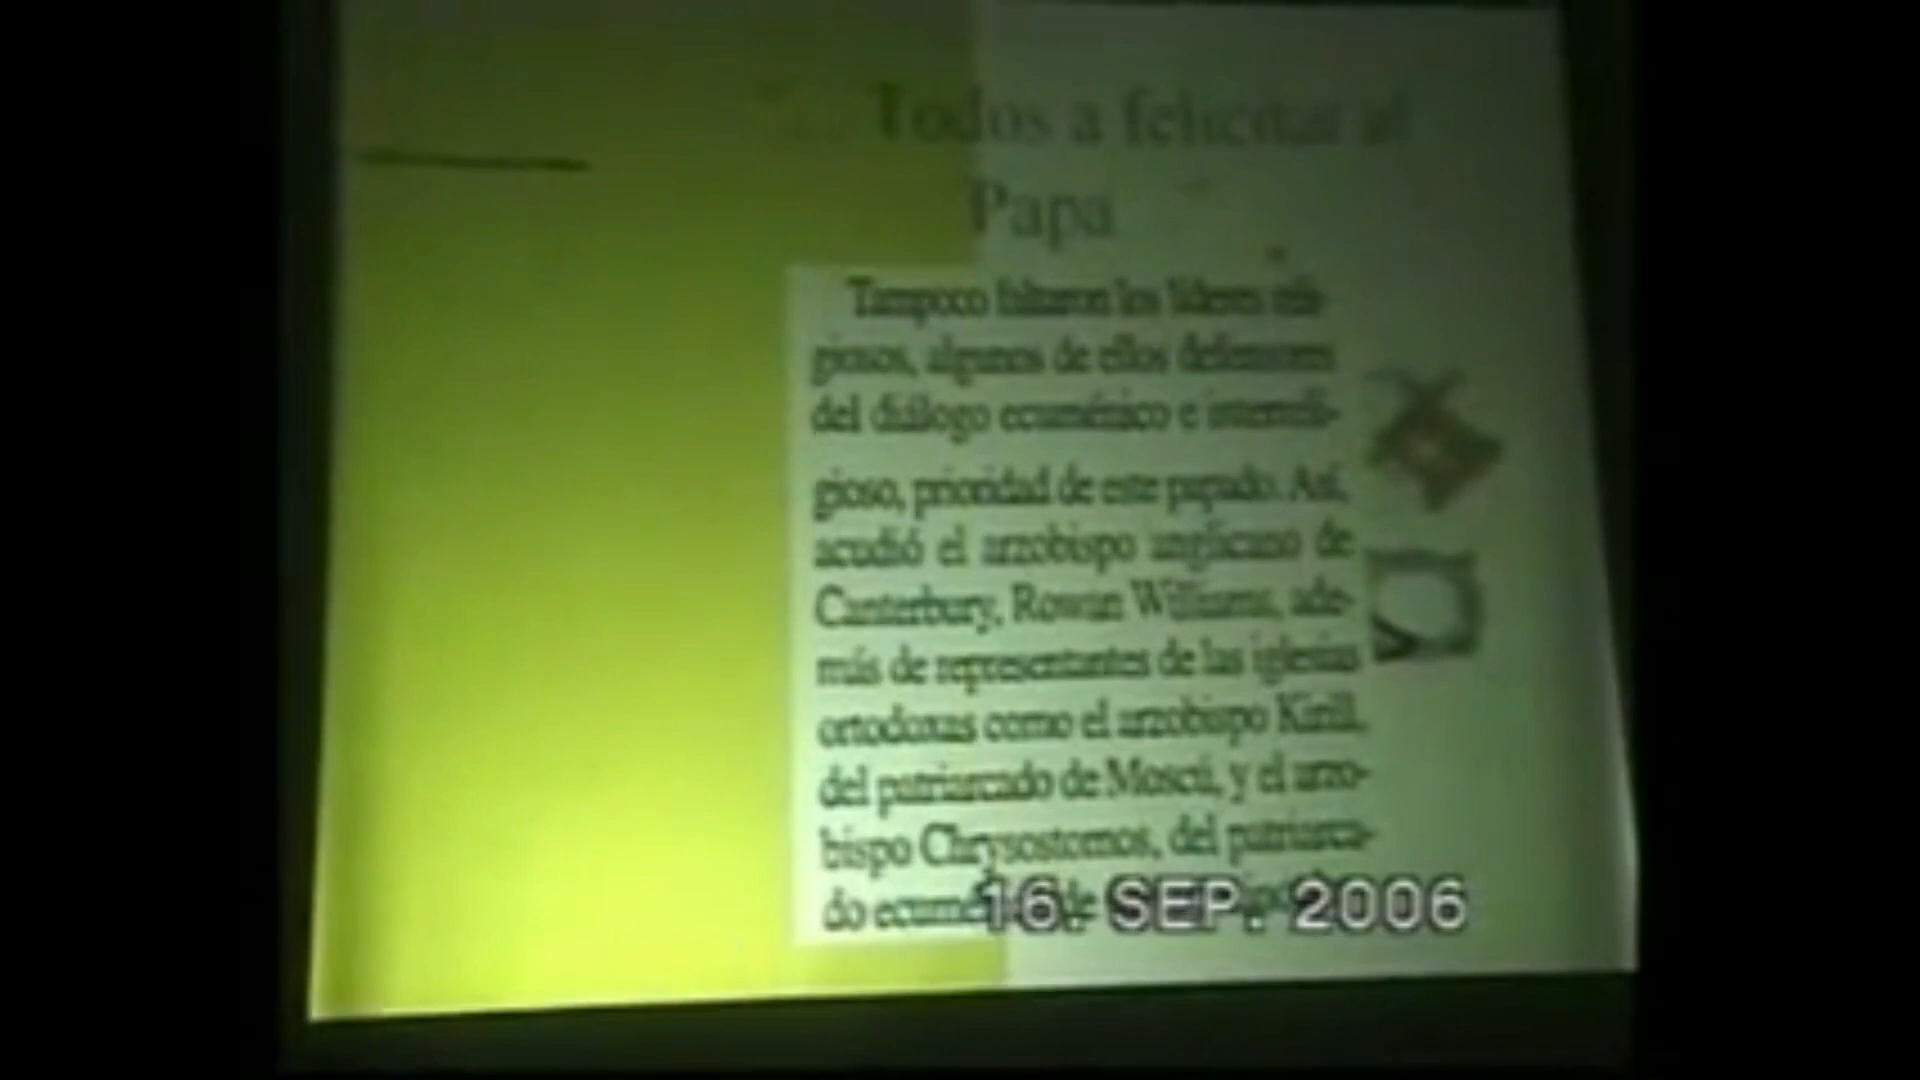 Todos a felicitar al
Papa
Tampoco faltaron los líderes reli-
giosos, algunos de ellos defensores
del diálogo ecuménico e interreli-
gioso, prioridad de este papado. Así,
acudió el arzobispo anglicano de
Canterbury, Rowan Williams, ade-
más de representantes de las iglesias
ortodoxas como el arzobispo Kirill,
del patriarcado de Moscú, y el arzo-
bispo Chrysostomos, del patriarca-
do de
16. SEP. 2006